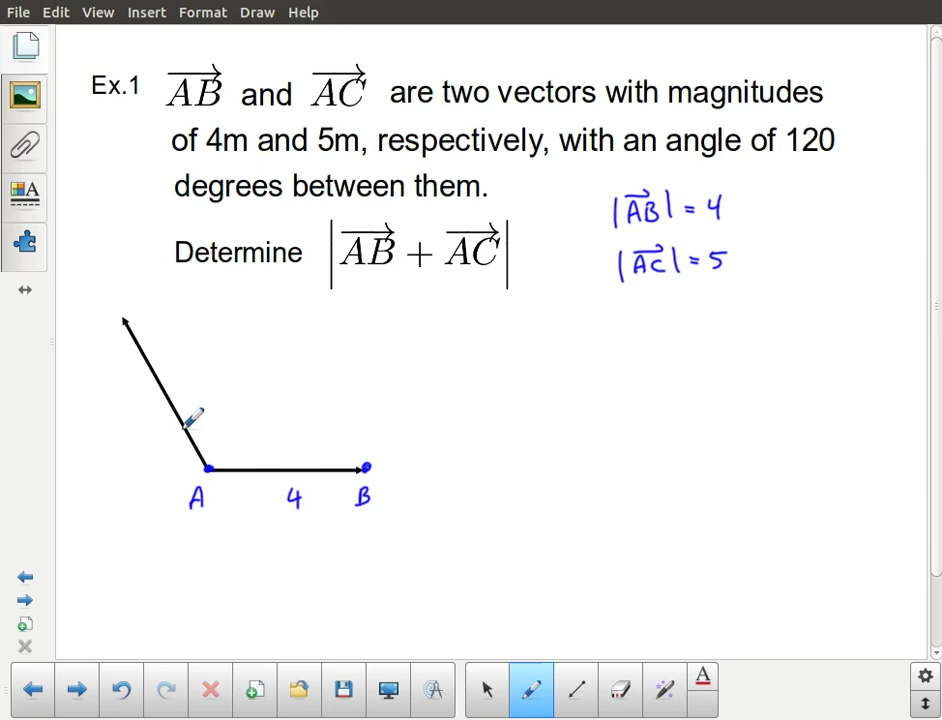 File Edit View Insert Format Draw Help
Ex.1 AB and AC are two vectors with magnitudes
of 4m and 5m, respectively, with an angle of 120
degrees between them.
|AB| = 4
Determine |AB + AC|
|AC| = 5
A 4 B
A